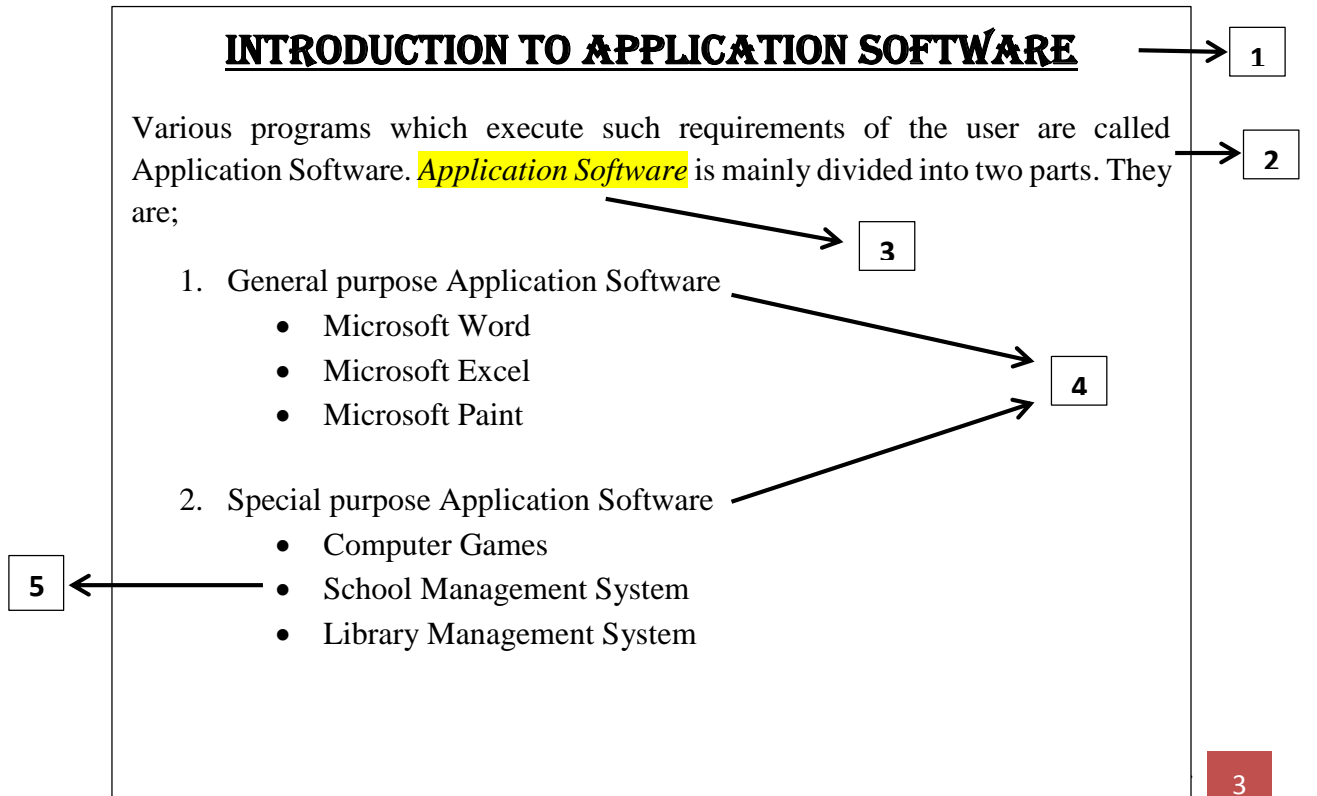 INTRODUCTION TO APPLICATION SOFTWARE
1
Various programs which execute such requirements of the user are called
2
Application Software. Application Software is mainly divided into two parts. They
are;
3
1. General purpose Application Software
• Microsoft Word
• Microsoft Excel
4
• Microsoft Paint
2. Special purpose Application Software
• Computer Games
5
• School Management System
• Library Management System
3